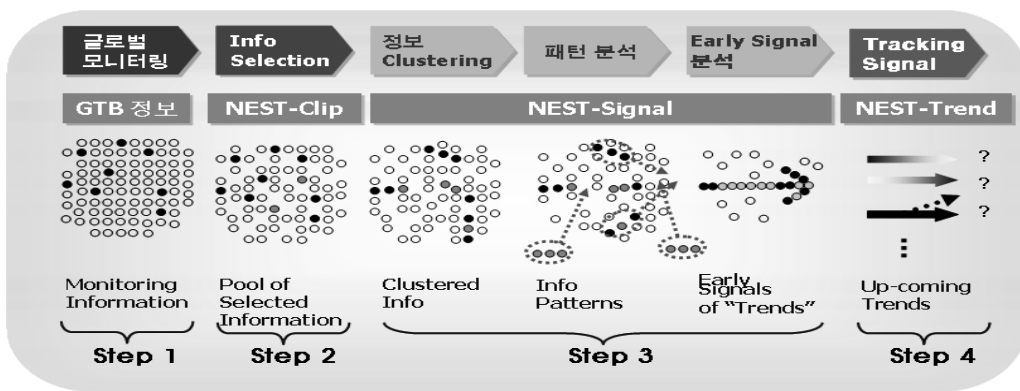 글로벌
모니터링
Info
Selection
정보
Clustering
패턴 분석
Early Signal
분석
Tracking
Signal
GTB 정보
NEST-Clip
NEST-Signal
NEST-Trend
?
?
?
Monitoring
Information
Pool of
Selected
Information
Clustered
Info
Info
Patterns
Early
Signals
of “Trends”
Up-coming
Trends
Step 1
Step 2
Step 3
Step 4